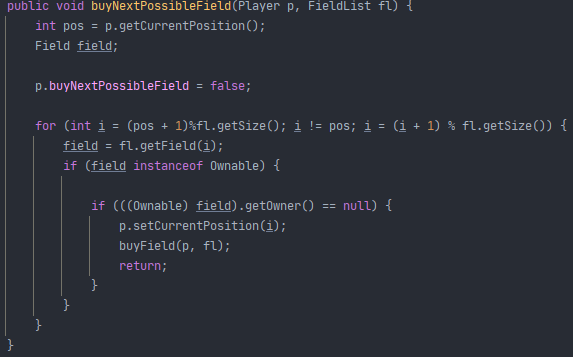 public void buyNextPossibleField(Player p, FieldList fl) {
    int pos = p.getCurrentPosition();
    Field field;

    p.buyNextPossibleField = false;

    for (int i = (pos + 1)%fl.getSize(); i != pos; i = (i + 1) % fl.getSize()) {
        field = fl.getField(i);
        if (field instanceof Ownable) {

            if (((Ownable) field).getOwner() == null) {
                p.setCurrentPosition(i);
                buyField(p, fl);
                return;
            }
        }
    }
}